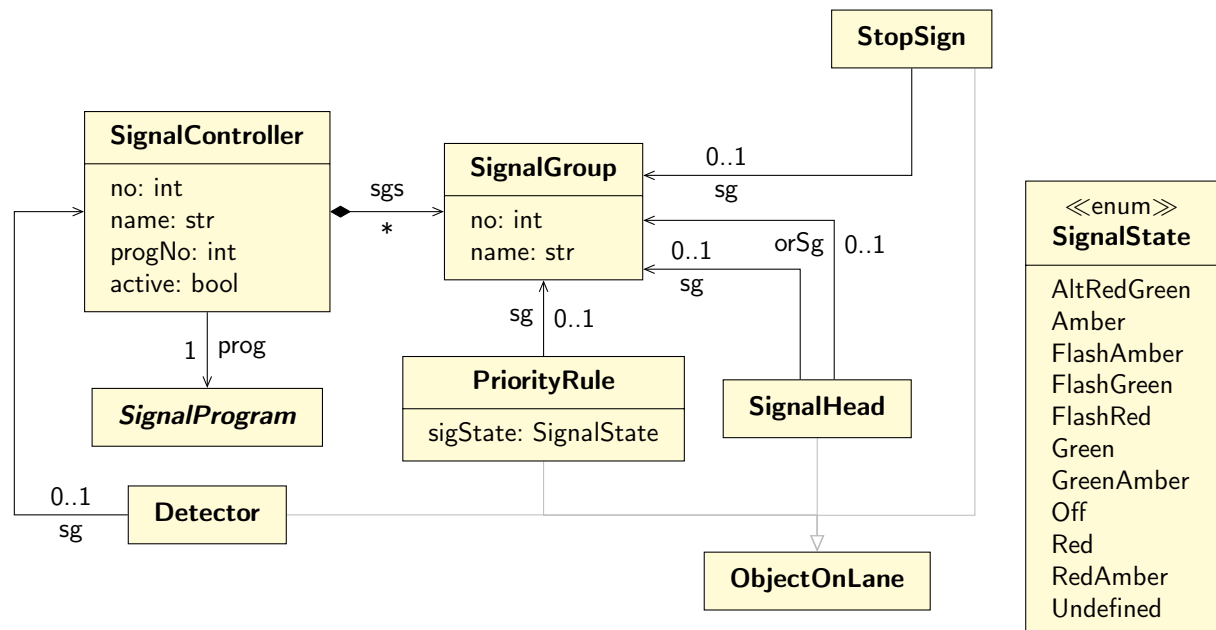 StopSign
SignalController
no: int
name: str
progNo: int
active: bool
sgs
*
SignalGroup
no: int
name: str
0..1
sg
orSg
0..1
0..1
sg
≪enum≫
SignalState
AltRedGreen
Amber
FlashAmber
FlashGreen
FlashRed
Green
GreenAmber
Off
Red
RedAmber
Undefined
1
prog
sg
0..1
SignalProgram
PriorityRule
sigState: SignalState
SignalHead
0..1
sg
Detector
ObjectOnLane